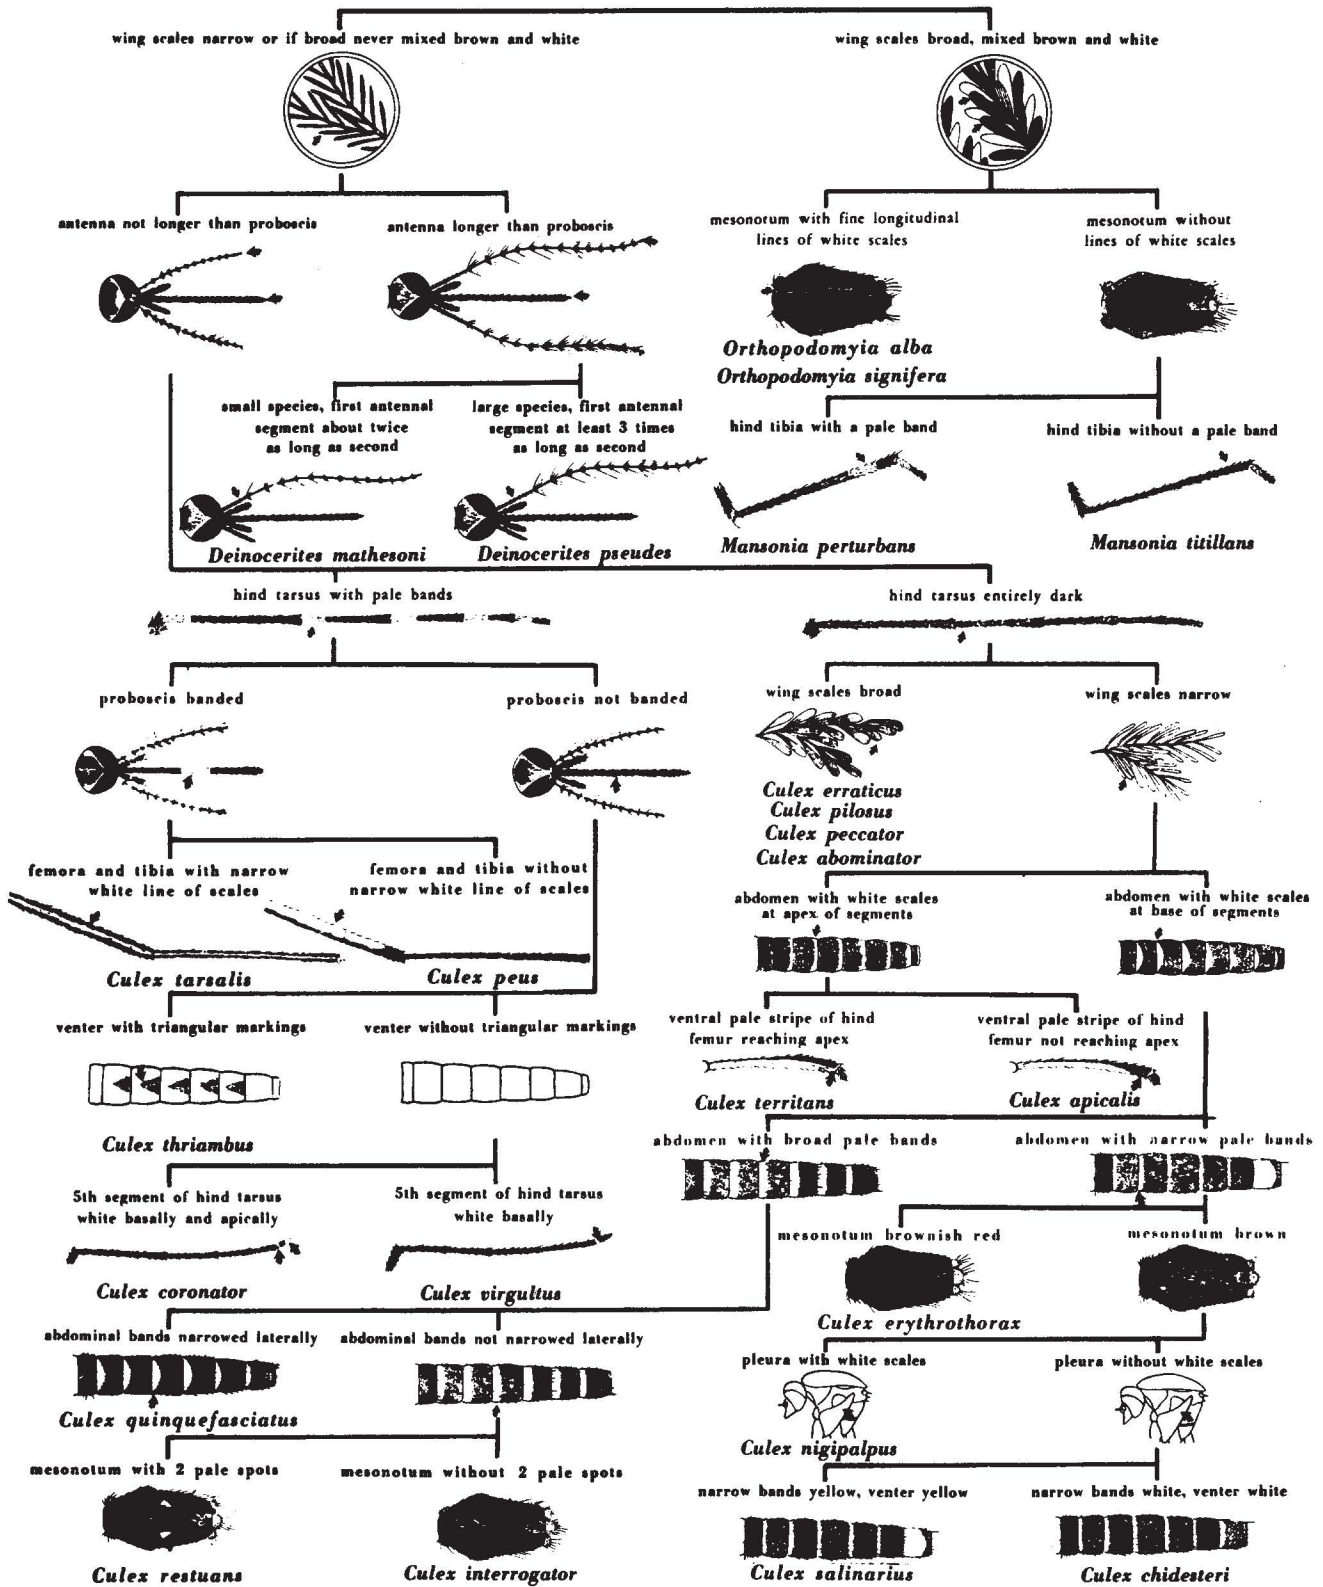 wing scales narrow or if broad never mixed brown and white
wing scales broad, mixed brown and white
antenna not longer than proboscis
antenna longer than proboscis
mesonotum with fine longitudinal
lines of white scales
mesonotum without
lines of white scales
Orthopodomyia alba
Orthopodomyia signifera
small species, first antennal
segment about twice
as long as second
large species, first antennal
segment at least 3 times
as long as second
hind tibia with a pale band
hind tibia without a pale band
Deinocerites mathesoni
Deinocerites pseudes
Mansonia perturbans
Mansonia titillans
hind tarsus with pale bands
hind tarsus entirely dark
proboscis banded
proboscis not banded
wing scales broad
wing scales narrow
Culex erraticus
Culex pilosus
Culex peccator
Culex abominator
femora and tibia with narrow
white line of scales
femora and tibia without
narrow white line of scales
abdomen with white scales
at apex of segments
abdomen with white scales
at base of segments
Culex tarsalis
Culex peus
venter with triangular markings
venter without triangular markings
ventral pale stripe of hind
femur reaching apex
ventral pale stripe of hind
femur not reaching apex
Culex territans
Culex apicalis
Culex thriambus
abdomen with broad pale bands
abdomen with narrow pale bands
5th segment of hind tarsus
white basally and apically
5th segment of hind tarsus
white basally
mesonotum brownish red
mesonotum brown
Culex coronator
Culex virgultus
Culex erythrothorax
abdominal bands narrowed laterally
abdominal bands not narrowed laterally
pleura with white scales
pleura without white scales
Culex quinquefasciatus
Culex nigipalpus
mesonotum with 2 pale spots
mesonotum without 2 pale spots
narrow bands yellow, venter yellow
narrow bands white, venter white
Culex restuans
Culex interrogator
Culex salinarius
Culex chidesteri